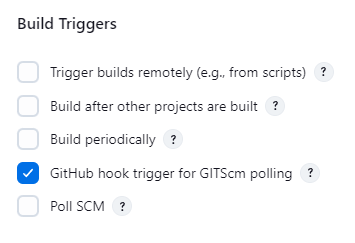 Build Triggers
Trigger builds remotely (e.g., from scripts) ?
Build after other projects are built ?
Build periodically ?
GitHub hook trigger for GITScm polling ?
Poll SCM ?